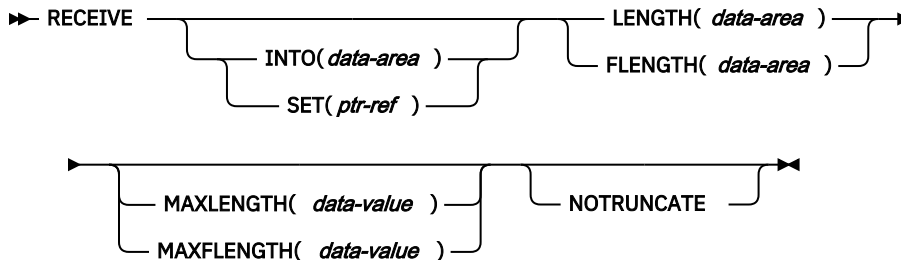 RECEIVE LENGTH( data-area )
INTO( data-area ) FLENGTH( data-area )
SET( ptr-ref )
MAXLENGTH( data-value ) NOTRUNCATE
MAXFLENGTH( data-value )